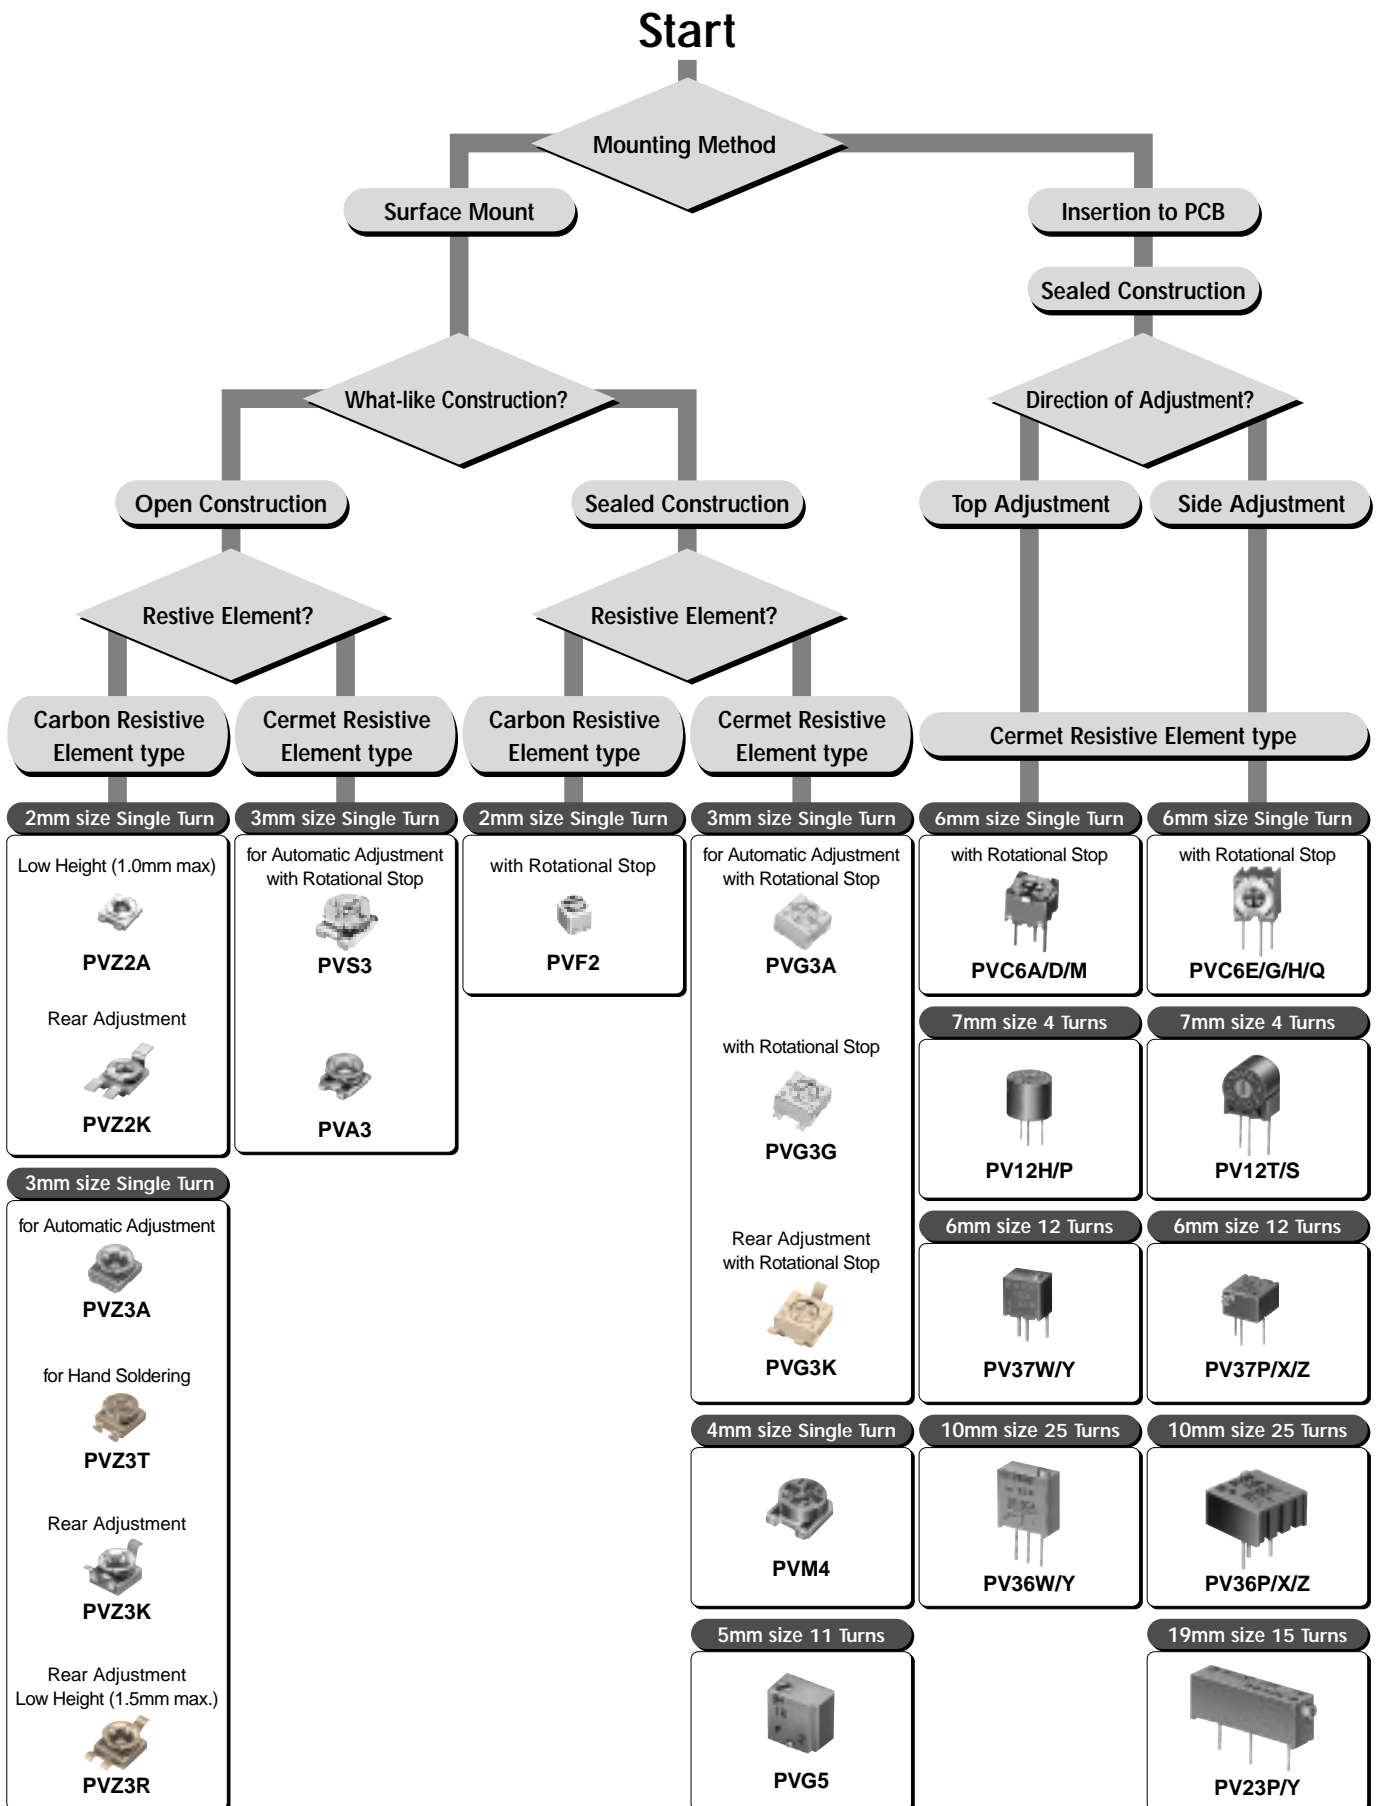 Start
Mounting Method
Surface Mount
Insertion to PCB
Sealed Construction
What-like Construction?
Direction of Adjustment?
Open Construction
Sealed Construction
Top Adjustment
Side Adjustment
Restive Element?
Resistive Element?
Carbon Resistive
Element type
Cermet Resistive
Element type
Carbon Resistive
Element type
Cermet Resistive
Element type
Cermet Resistive Element type
2mm size Single Turn
Low Height (1.0mm max)
PVZ2A
Rear Adjustment
PVZ2K
3mm size Single Turn
for Automatic Adjustment
PVZ3A
for Hand Soldering
PVZ3T
Rear Adjustment
PVZ3K
Rear Adjustment
Low Height (1.5mm max.)
PVZ3R
3mm size Single Turn
for Automatic Adjustment
with Rotational Stop
PVS3
PVA3
2mm size Single Turn
with Rotational Stop
PVF2
3mm size Single Turn
for Automatic Adjustment
with Rotational Stop
PVG3A
with Rotational Stop
PVG3G
Rear Adjustment
with Rotational Stop
PVG3K
4mm size Single Turn
PVM4
5mm size 11 Turns
PVG5
6mm size Single Turn
with Rotational Stop
PVC6A/D/M
7mm size 4 Turns
PV12H/P
6mm size 12 Turns
PV37W/Y
10mm size 25 Turns
PV36W/Y
6mm size Single Turn
with Rotational Stop
PVC6E/G/H/Q
7mm size 4 Turns
PV12T/S
6mm size 12 Turns
PV37P/X/Z
10mm size 25 Turns
PV36P/X/Z
19mm size 15 Turns
PV23P/Y